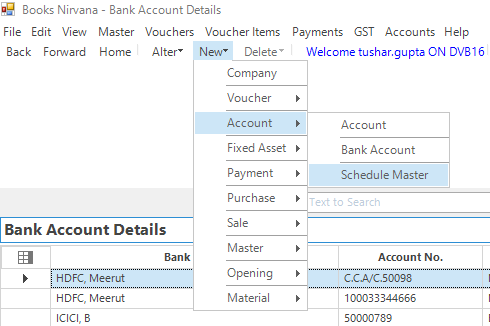 Books Nirvana - Bank Account Details
File Edit View Master Vouchers Voucher Items Payments GST Accounts Windows
Back Forward Home Alter New Delete Welcome tushar.gupta ON DVB16
Company
Voucher
Account
Account
Bank Account
Fixed Asset
Payment
Schedule Master
Purchase
Text to Search
Sale
Bank Account Details
Master
Bank
Account No.
Opening
HDFC, Meerut C.C.A/C.50098
Material
HDFC, Meerut 100033344666
ICICI, B 50000789